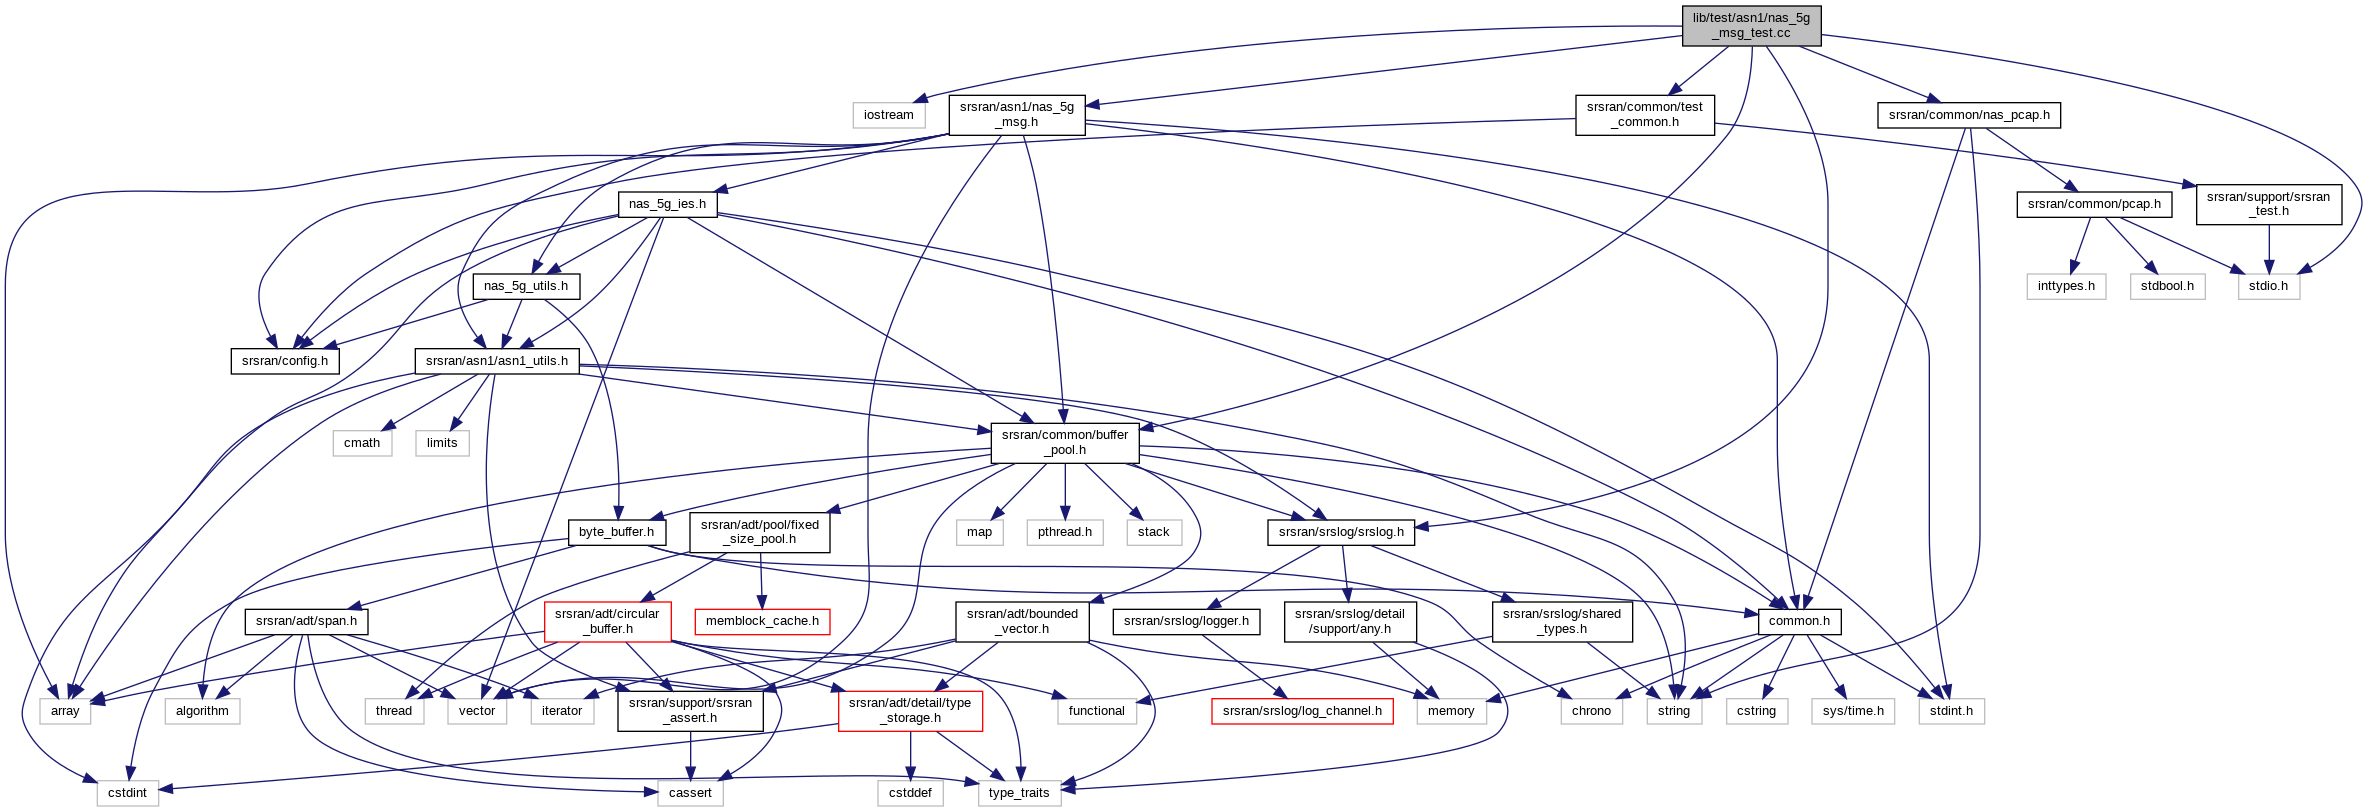 lib/test/asn1/nas_5g
_msg_test.cc
iostream
srsran/asn1/nas_5g
_msg.h
srsran/common/test
_common.h
srsran/common/nas_pcap.h
nas_5g_ies.h
srsran/common/pcap.h
srsran/support/srsran
_test.h
nas_5g_utils.h
inttypes.h
stdbool.h
stdio.h
srsran/config.h
srsran/asn1/asn1_utils.h
cmath
limits
srsran/common/buffer
_pool.h
byte_buffer.h
srsran/adt/pool/fixed
_size_pool.h
map
pthread.h
stack
srsran/srslog/srslog.h
srsran/adt/span.h
srsran/adt/circular
_buffer.h
memblock_cache.h
srsran/adt/bounded
_vector.h
srsran/srslog/logger.h
srsran/srslog/detail
/support/any.h
srsran/srslog/shared
_types.h
common.h
array
algorithm
thread
vector
iterator
srsran/support/srsran
_assert.h
srsran/adt/detail/type
_storage.h
functional
srsran/srslog/log_channel.h
memory
chrono
string
cstring
sys/time.h
stdint.h
cstdint
cassert
cstddef
type_traits